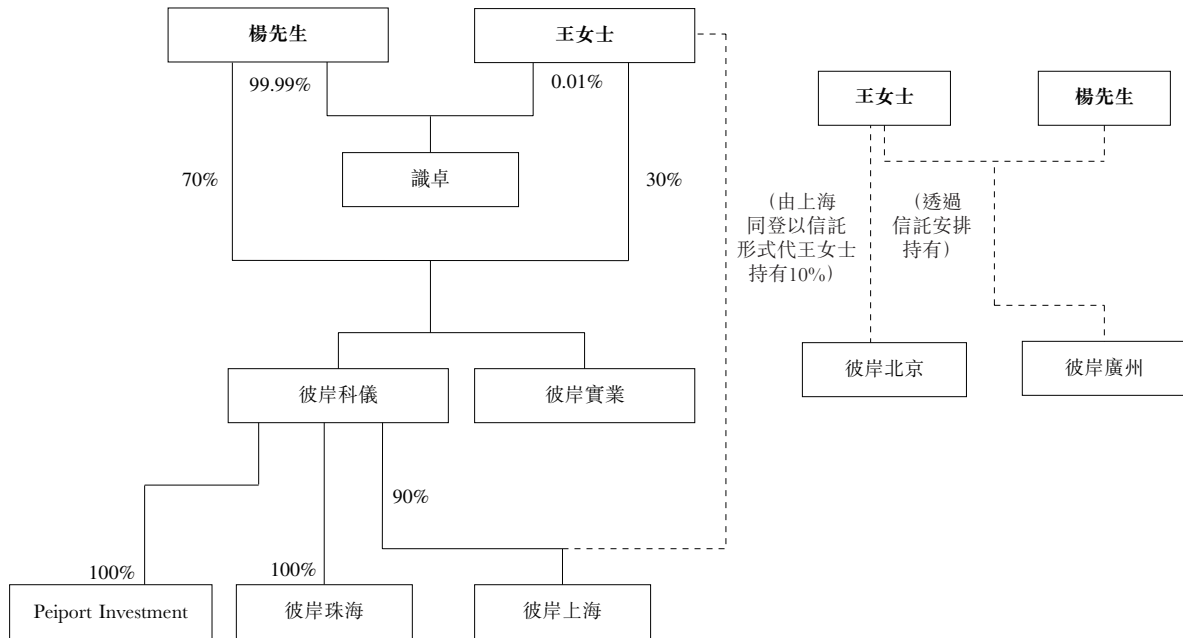 楊先生
王女士
99.99%
0.01%
王女士
楊先生
識卓
70%
30%
(由上海
同登以信託
形式代王女士
持有10%)
(透過
信託安排
持有)
彼岸北京
彼岸廣州
彼岸科儀
彼岸實業
90%
100%
100%
Peiport Investment
彼岸珠海
彼岸上海